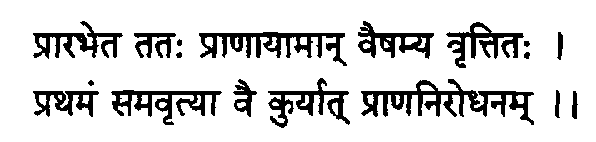 प्रारभेत ततः प्राणायामान् वैषम्य त्रृत्तितः ।
प्रथमं समवृत्या वै कुर्यात् प्राणनिरोधनम् ।।